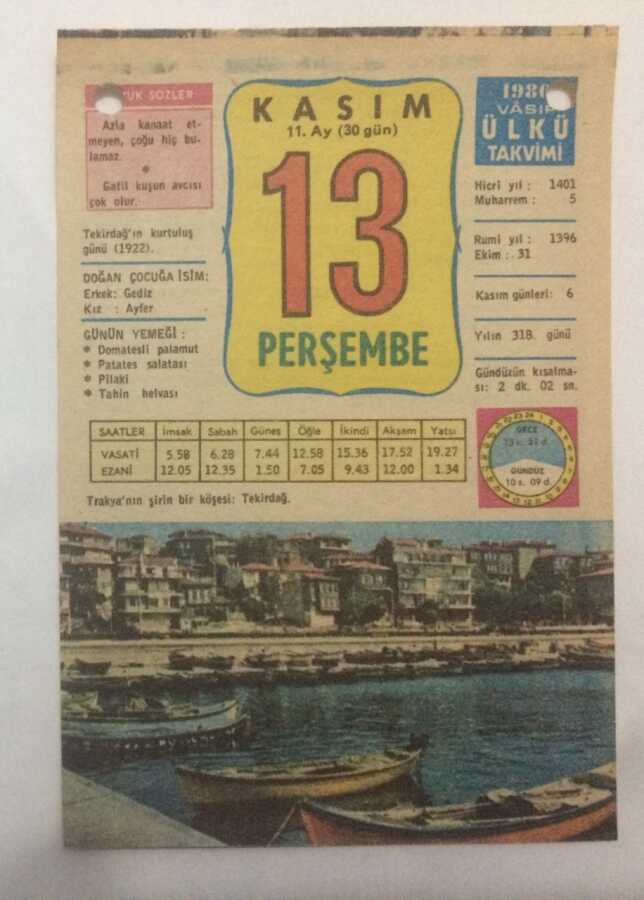 ÜK SÖZLER
Azla kanaat et-
meyen, çoğu hiç bu-
lamaz.
*
Gafil kuşun avcısı
çok olur.
Tekirdağ'ın kurtuluş
günü (1922).
DOĞAN ÇOCUĞA İSİM:
Erkek: Gediz
Kız : Ayfer
GÜNÜN YEMEĞİ :
* Domatesli palamut
* Patates salatası
* Pilaki
* Tahin helvası
KASIM
11. Ay (30 gün)
13
PERŞEMBE
1980
VÂSIF
ÜLKÜ
TAKVİMİ
Hicri yıl : 1401
Muharrem : 5
Rumi yıl : 1396
Ekim : 31
Kasım günleri: 6
Yılın 318. günü
Gündüzün kısalma-
sı: 2 dk. 02 sn.
SAATLER İmsak Sabah Güneş Öğle İkindi Akşam Yatsı
VASATİ 5.58 6.28 7.44 12.58 15.36 17.52 19.27
EZANİ 12.05 12.35 1.50 7.05 9.43 12.00 1.34
GECE
13 s. 51 d.
GÜNDÜZ
10 s. 09 d.
Trakya'nın şirin bir köşesi: Tekirdağ.